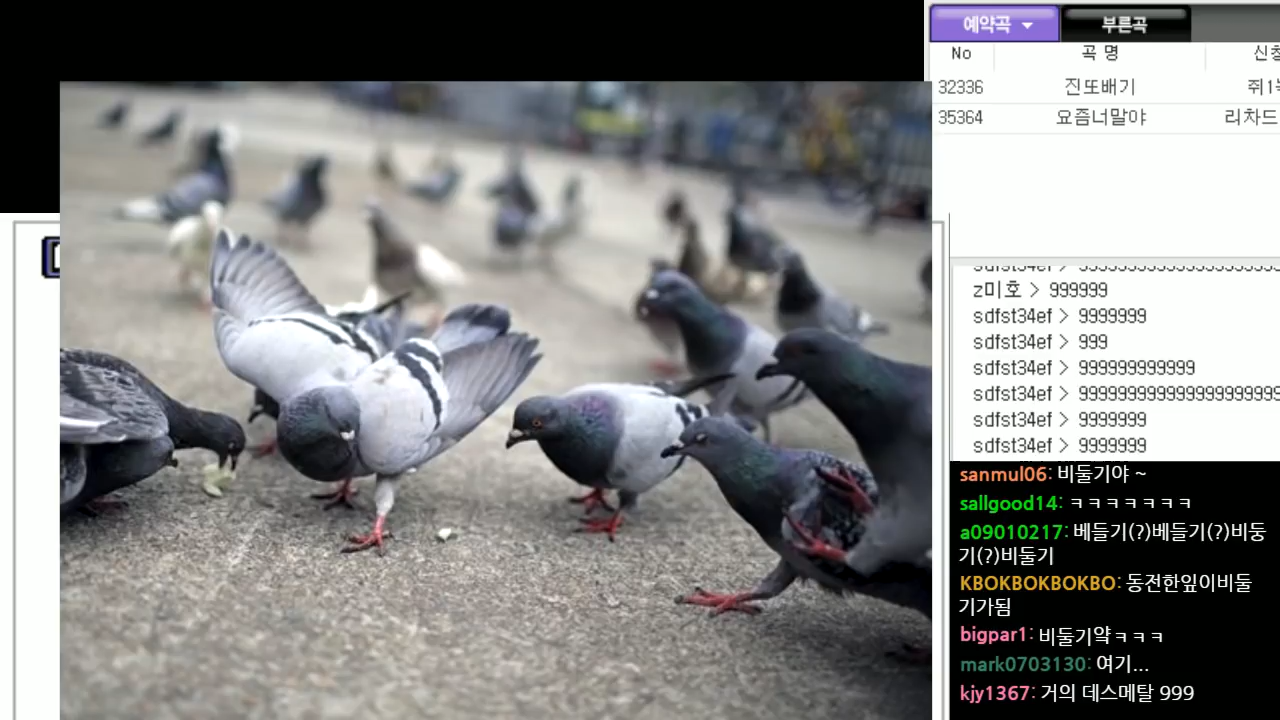 예약곡
부른곡
No 곡 명
32336 진또배기
35364 요즘너말야 리차드
z미호 > 999999
sdfst34ef > 9999999
sdfst34ef > 999
sdfst34ef > 999999999999
sdfst34ef > 9999999
sdfst34ef > 9999999
sanmul06: 비둘기야 ~
sallgood14: ㅋㅋㅋㅋㅋㅋㅋ
a09010217: 베들기(?)베들기(?)비둥
기(?)비둘기
KBOKBOKBOKBO: 동전한잎이비둘
기가됨
bigpar1: 비둘기약ㅋㅋㅋ
mark0703130: 여기...
kjy1367: 거의 데스메탈 999